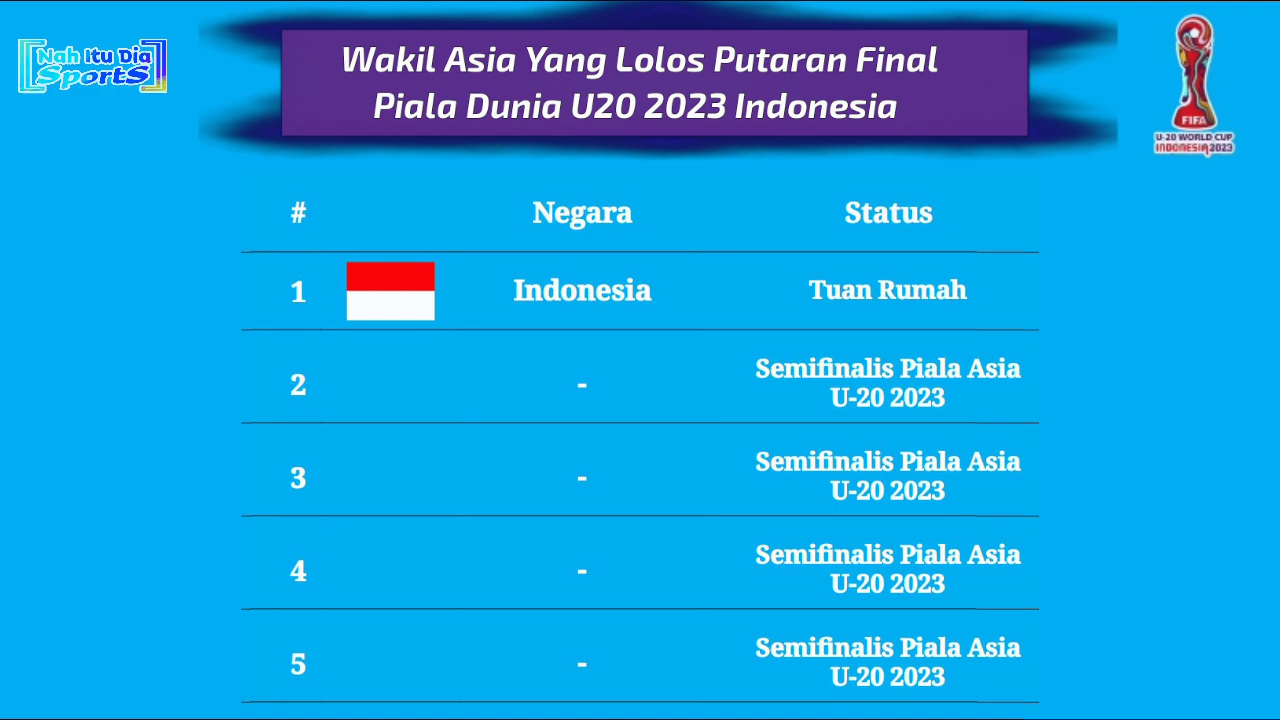 Nah Itu Dia
Sports
Wakil Asia Yang Lolos Putaran Final
Piala Dunia U20 2023 Indonesia
FIFA
U-20 WORLD CUP
INDONESIA2023
# Negara Status
1 Indonesia Tuan Rumah
2 - Semifinalis Piala Asia
U-20 2023
3 - Semifinalis Piala Asia
U-20 2023
4 - Semifinalis Piala Asia
U-20 2023
5 - Semifinalis Piala Asia
U-20 2023